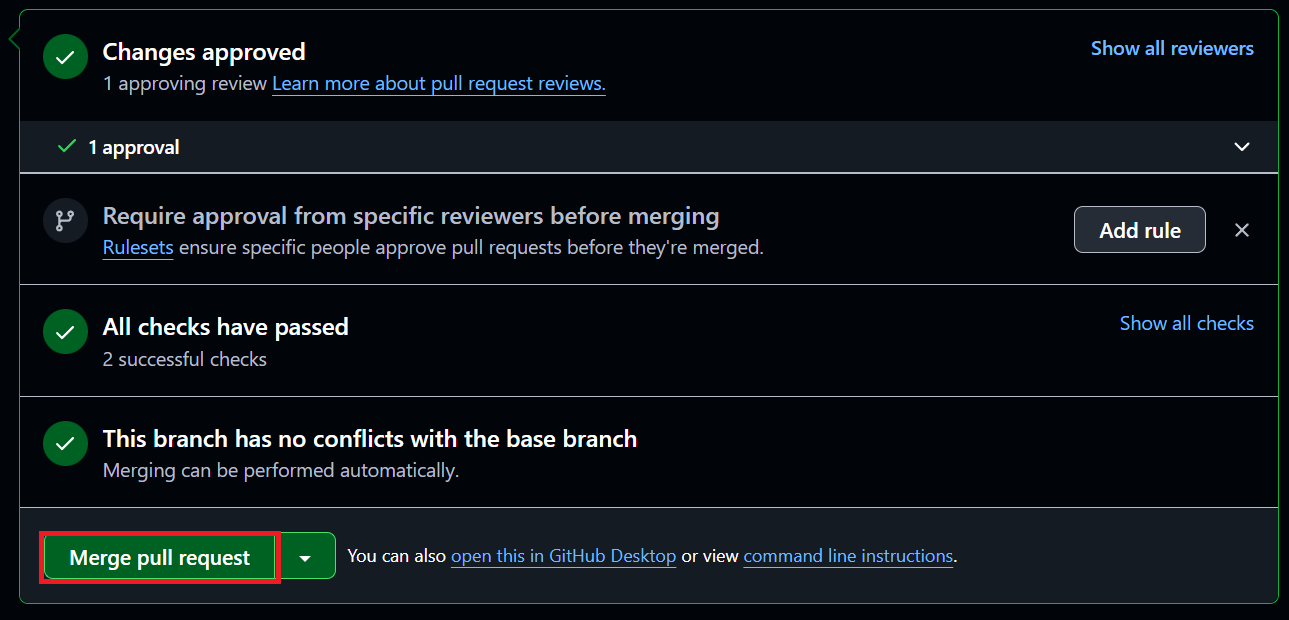 Changes approved
Show all reviewers
1 approving review Learn more about pull request reviews.
1 approval
Require approval from specific reviewers before merging
Rulesets ensure specific people approve pull requests before they're merged.
Add rule
All checks have passed
Show all checks
2 successful checks
This branch has no conflicts with the base branch
Merging can be performed automatically.
Merge pull request
You can also open this in GitHub Desktop or view command line instructions.